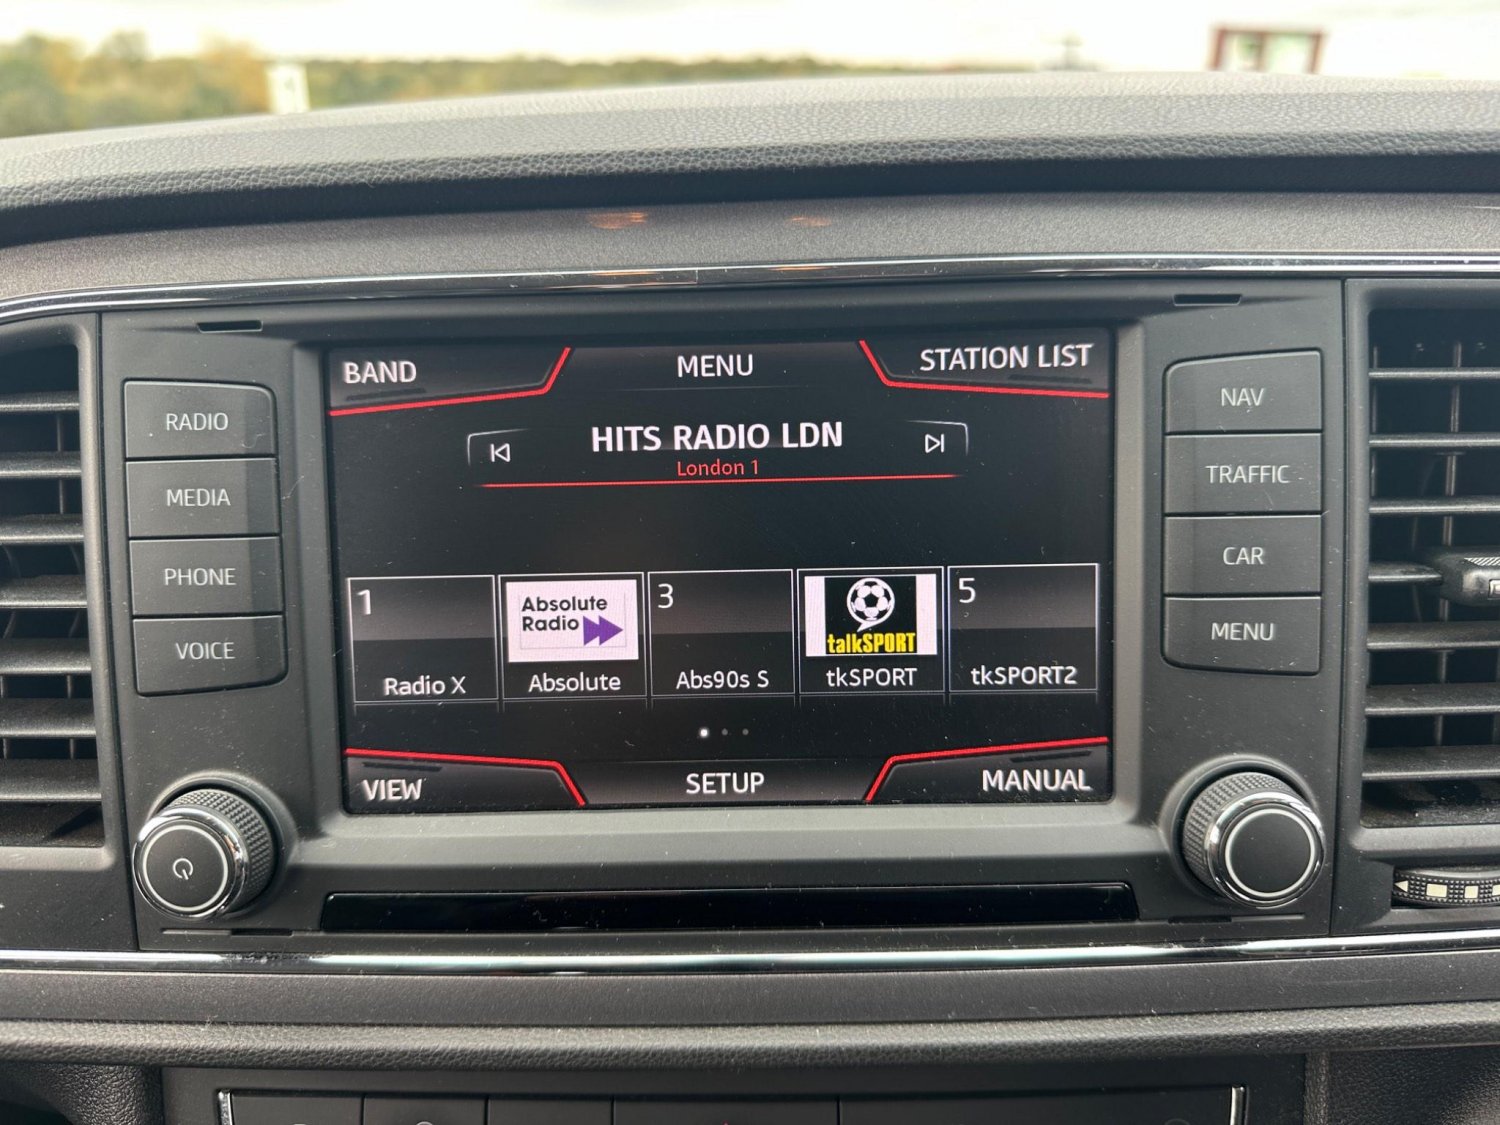 BAND
MENU
STATION LIST
HITS RADIO LDN
London 1
RADIO
MEDIA
PHONE
VOICE
NAV
TRAFFIC
CAR
MENU
1
Radio X
Absolute
Radio
Absolute
3
Abs90s S
talkSPORT
tkSPORT
5
tkSPORT2
VIEW
SETUP
MANUAL